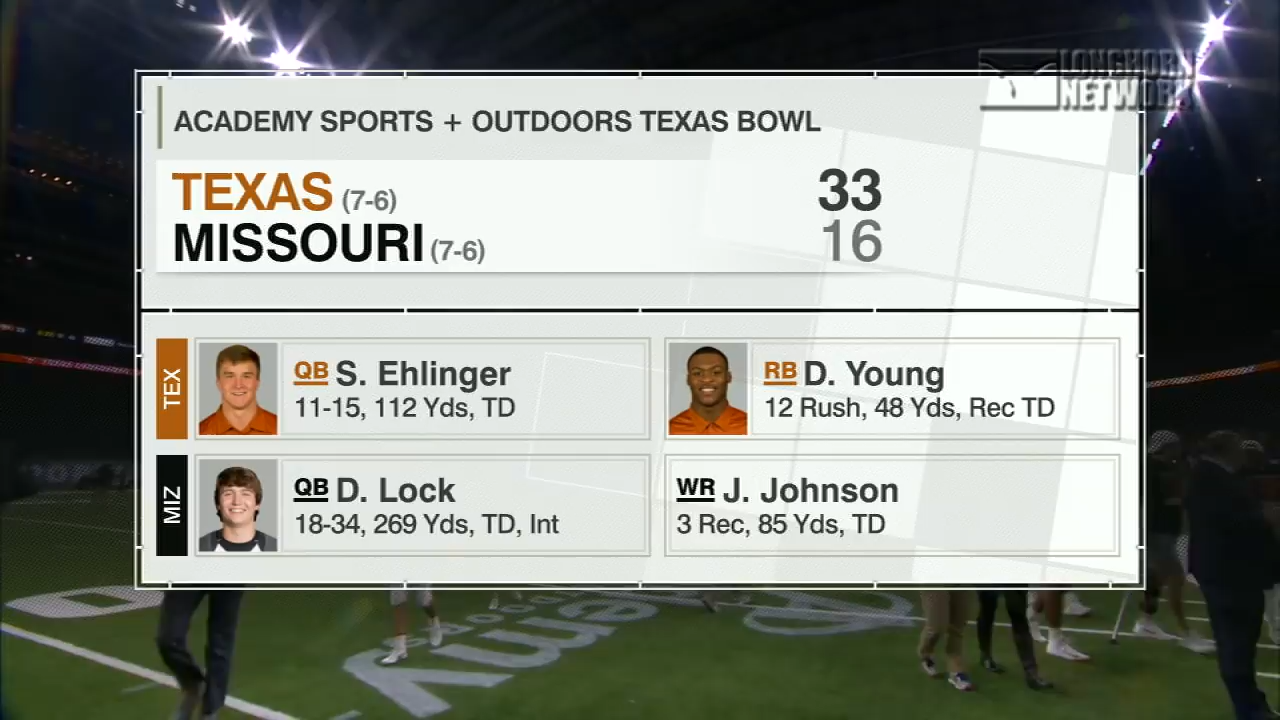 LONGHORN
NETWORK
ACADEMY SPORTS + OUTDOORS TEXAS BOWL
TEXAS (7-6) 33
MISSOURI (7-6) 16
TEX
QB S. Ehlinger
11-15, 112 Yds, TD
RB D. Young
12 Rush, 48 Yds, Rec TD
MIZ
QB D. Lock
18-34, 269 Yds, TD, Int
WR J. Johnson
3 Rec, 85 Yds, TD